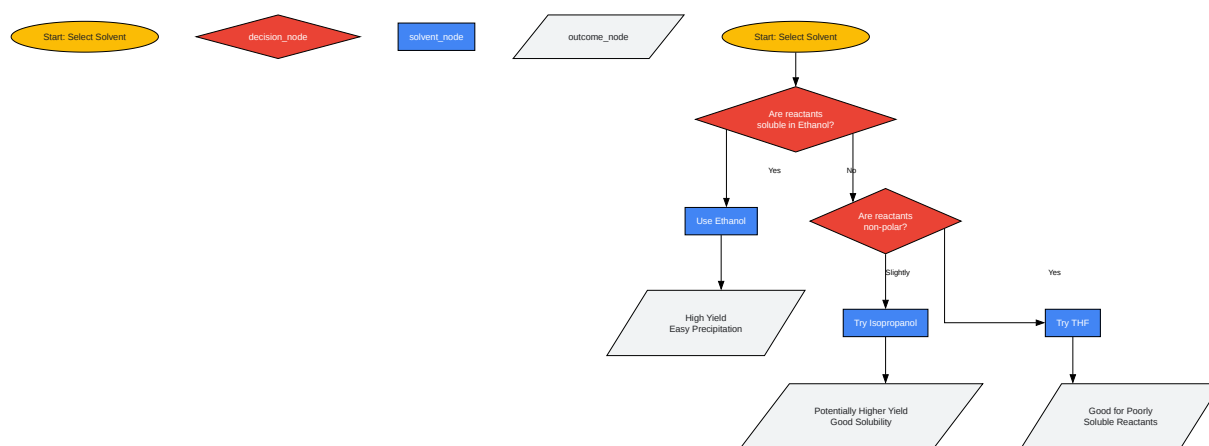 Start: Select Solvent
decision_node
solvent_node
outcome_node
Start: Select Solvent
Are reactants
soluble in Ethanol?
Yes
No
Use Ethanol
Are reactants
non-polar?
Slightly
Yes
High Yield
Easy Precipitation
Try Isopropanol
Try THF
Potentially Higher Yield
Good Solubility
Good for Poorly
Soluble Reactants